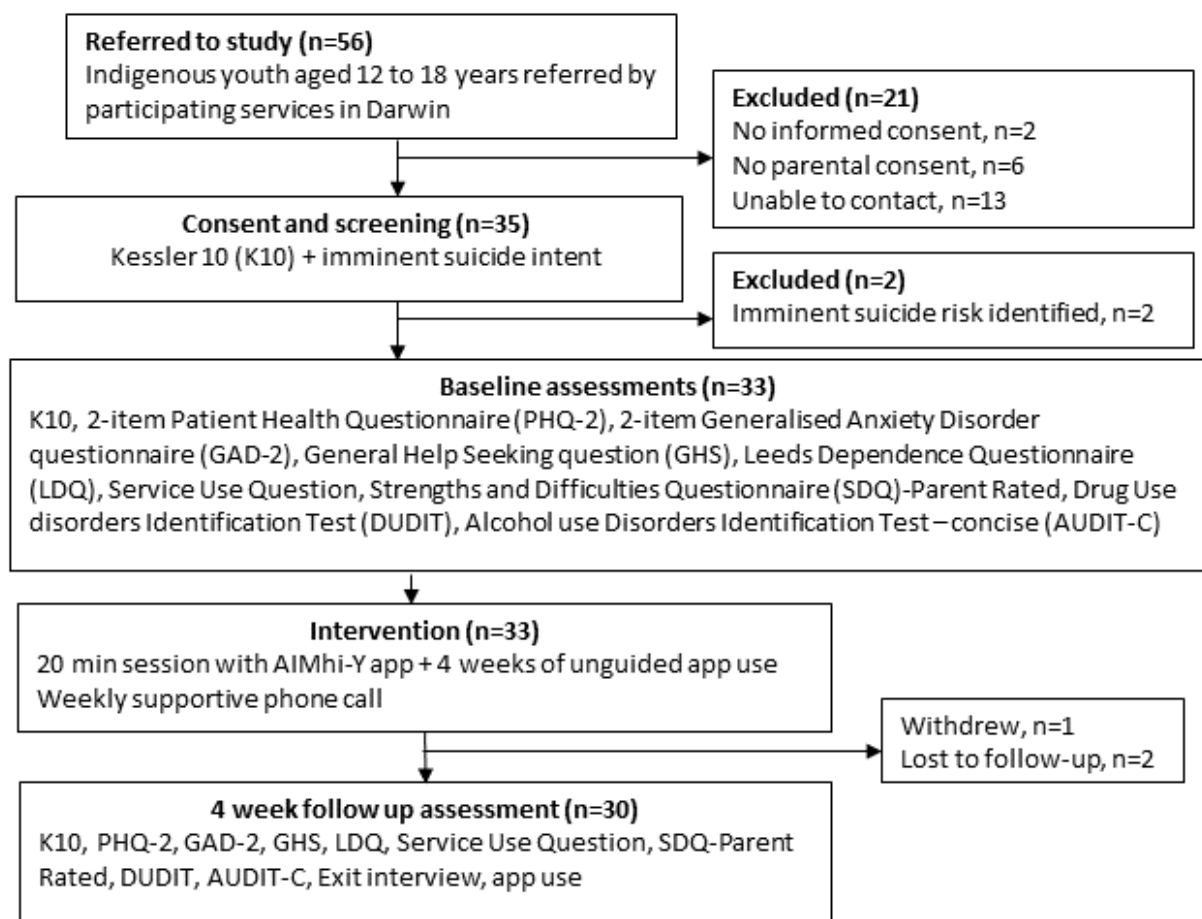 Referred to study (n=56)
Indigenous youth aged 12 to 18 years referred by
participating services in Darwin
Excluded (n=21)
No informed consent, n=2
No parental consent, n=6
Unable to contact, n=13
Consent and screening (n=35)
Kessler 10 (K10) + imminent suicide intent
Excluded (n=2)
Imminent suicide risk identified, n=2
Baseline assessments (n=33)
K10, 2-item Patient Health Questionnaire (PHQ-2), 2-item Generalised Anxiety Disorder
questionnaire (GAD-2), General Help Seeking question (GHS), Leeds Dependence Questionnaire
(LDQ), Service Use Question, Strengths and Difficulties Questionnaire (SDQ)-Parent Rated, Drug Use
disorders Identification Test (DUDIT), Alcohol use Disorders Identification Test – concise (AUDIT-C)
Intervention (n=33)
20 min session with AIMhi-Y app + 4 weeks of unguided app use
Weekly supportive phone call
Withdrew, n=1
Lost to follow-up, n=2
4 week follow up assessment (n=30)
K10, PHQ-2, GAD-2, GHS, LDQ, Service Use Question, SDQ-Parent
Rated, DUDIT, AUDIT-C, Exit interview, app use